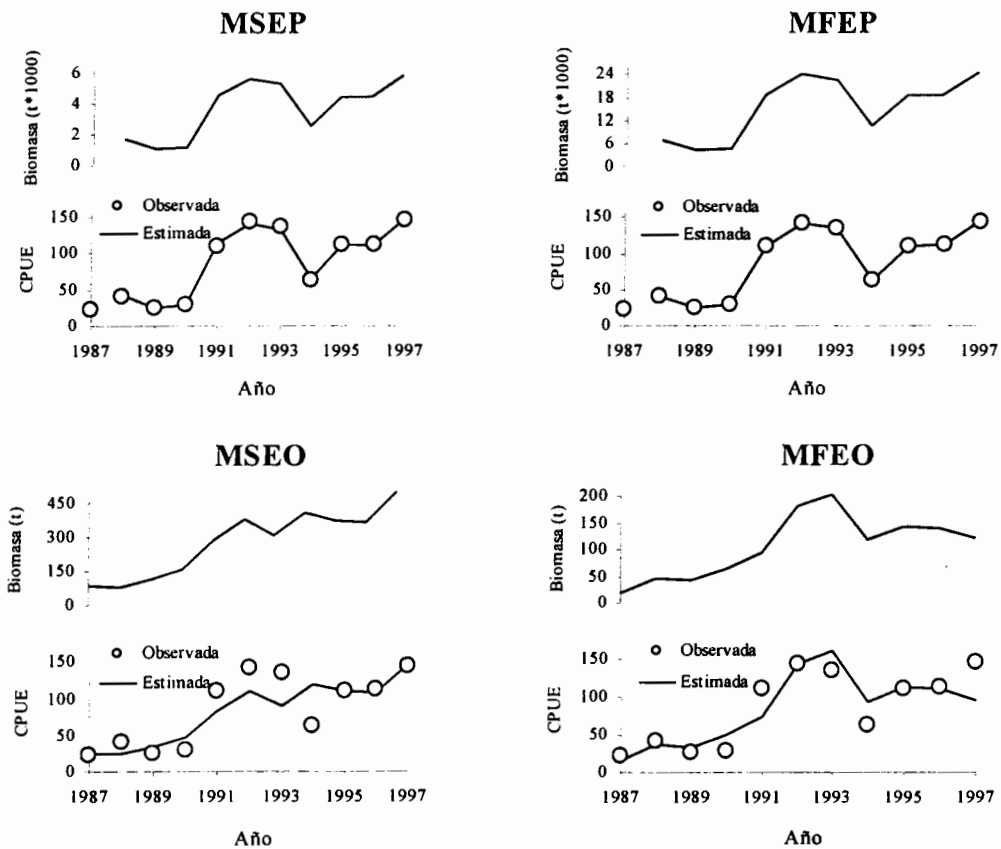 MSEP
Biomasa (t*1000)
6
4
2
0
CPUE
150
100
50
0
Observada
Estimada
1987 1989 1991 1993 1995 1997
Año
MFEP
Biomasa (t*1000)
24
18
12
6
0
CPUE
150
100
50
0
Observada
Estimada
1987 1989 1991 1993 1995 1997
Año
MSEO
Biomasa (t)
450
300
150
0
CPUE
150
100
50
0
Observada
Estimada
1987 1989 1991 1993 1995 1997
Año
MFEO
Biomasa (t)
200
150
100
50
0
CPUE
150
100
50
0
Observada
Estimada
1987 1989 1991 1993 1995 1997
Año